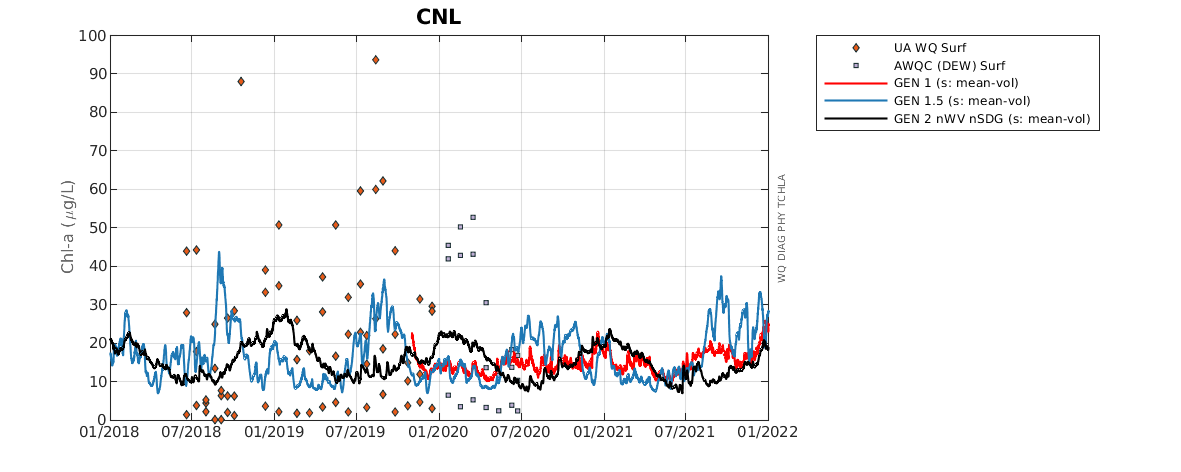 CNL
100
90
80
70
60
50
40
30
20
10
0
Chl-a (μg/L)
01/2018 07/2018 01/2019 07/2019 01/2020 07/2020 01/2021 07/2021 01/2022
WQ DIAG PHY TCHLA
UA WQ Surf
AWQC (DEW) Surf
GEN 1 (s: mean-vol)
GEN 1.5 (s: mean-vol)
GEN 2 nWV nSDG (s: mean-vol)